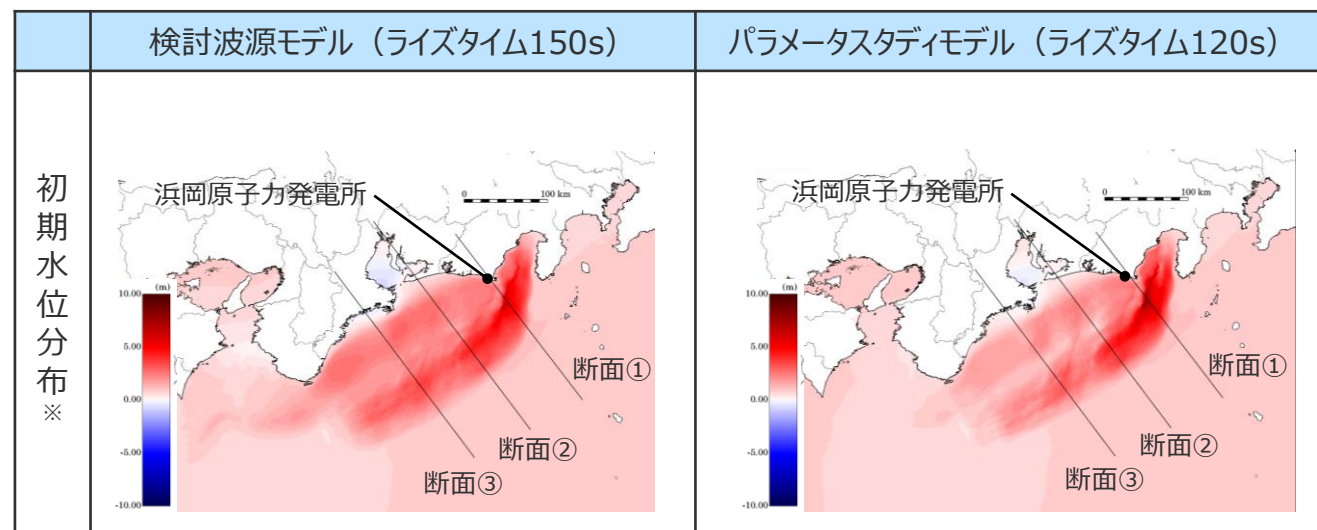 検討波源モデル（ライズタイム150s）
パラメータスタディモデル（ライズタイム120s）
初期水位分布※
浜岡原子力発電所
0 100 km
(m)
10.00
5.00
0.00
-5.00
-10.00
断面①
断面②
断面③
浜岡原子力発電所
0 100 km
(m)
10.00
5.00
0.00
-5.00
-10.00
断面①
断面②
断面③